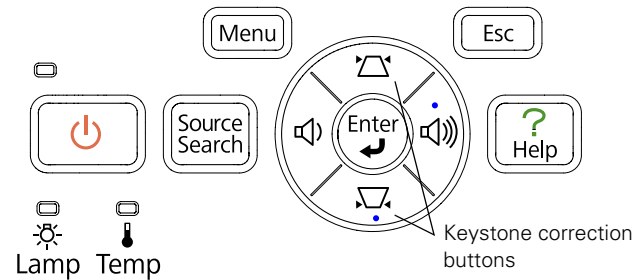 Menu
Esc
Source
Search
Enter
?
Help
Keystone correction
buttons
Lamp
Temp